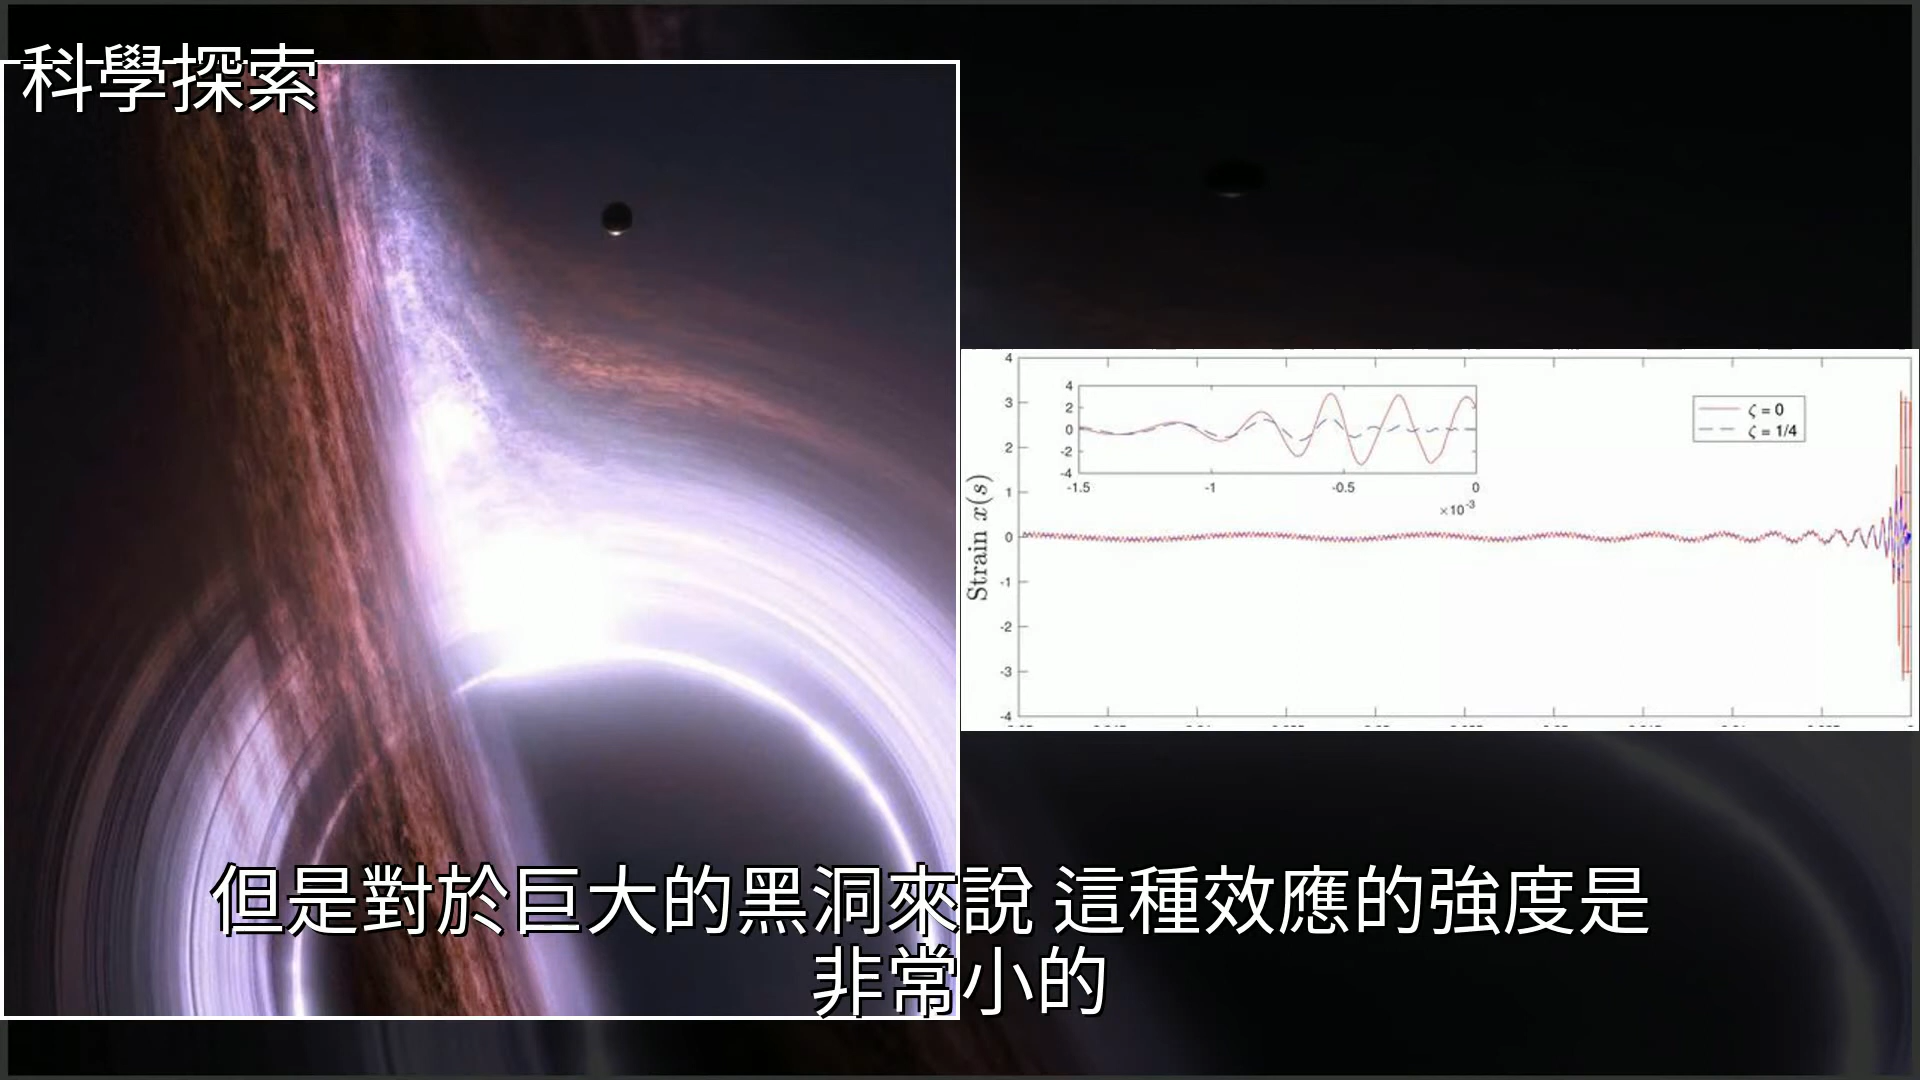 科學探索
4
3
2
1
0
-1
-2
-3
-4
Strain x(s)
4
2
0
-2
-4
-1.5 -1 -0.5 0
×10⁻³
ζ = 0
ζ = 1/4
但是對於巨大的黑洞來說 這種效應的強度是
非常小的